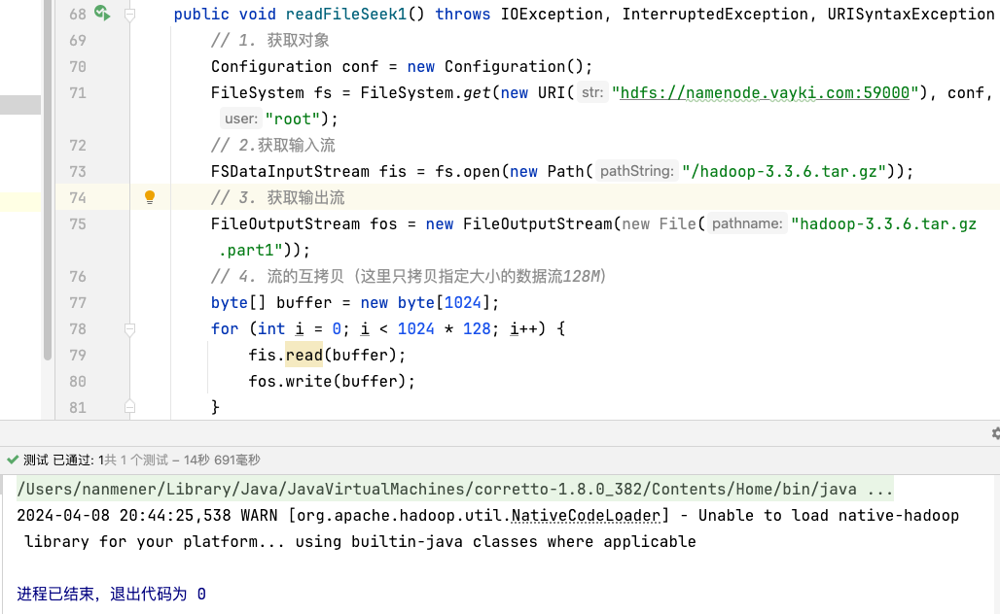 68 public void readFileSeek1() throws IOException, InterruptedException, URISyntaxException
69 // 1. 获取对象
70 Configuration conf = new Configuration();
71 FileSystem fs = FileSystem.get(new URI( str: "hdfs://namenode.vayki.com:59000"), conf,
user: "root");
72 // 2.获取输入流
73 FSDataInputStream fis = fs.open(new Path( pathString: "/hadoop-3.3.6.tar.gz"));
74 // 3. 获取输出流
75 FileOutputStream fos = new FileOutputStream(new File( pathname: "hadoop-3.3.6.tar.gz
.part1"));
76 // 4. 流的互拷贝（这里只拷贝指定大小的数据流128M）
77 byte[] buffer = new byte[1024];
78 for (int i = 0; i < 1024 * 128; i++) {
79 fis.read(buffer);
80 fos.write(buffer);
81 }
测试 已通过: 1共 1 个测试 – 14秒 691毫秒
/Users/nanmener/Library/Java/JavaVirtualMachines/corretto-1.8.0_382/Contents/Home/bin/java ...
2024-04-08 20:44:25,538 WARN [org.apache.hadoop.util.NativeCodeLoader] - Unable to load native-hadoop
library for your platform... using builtin-java classes where applicable
进程已结束，退出代码为 0